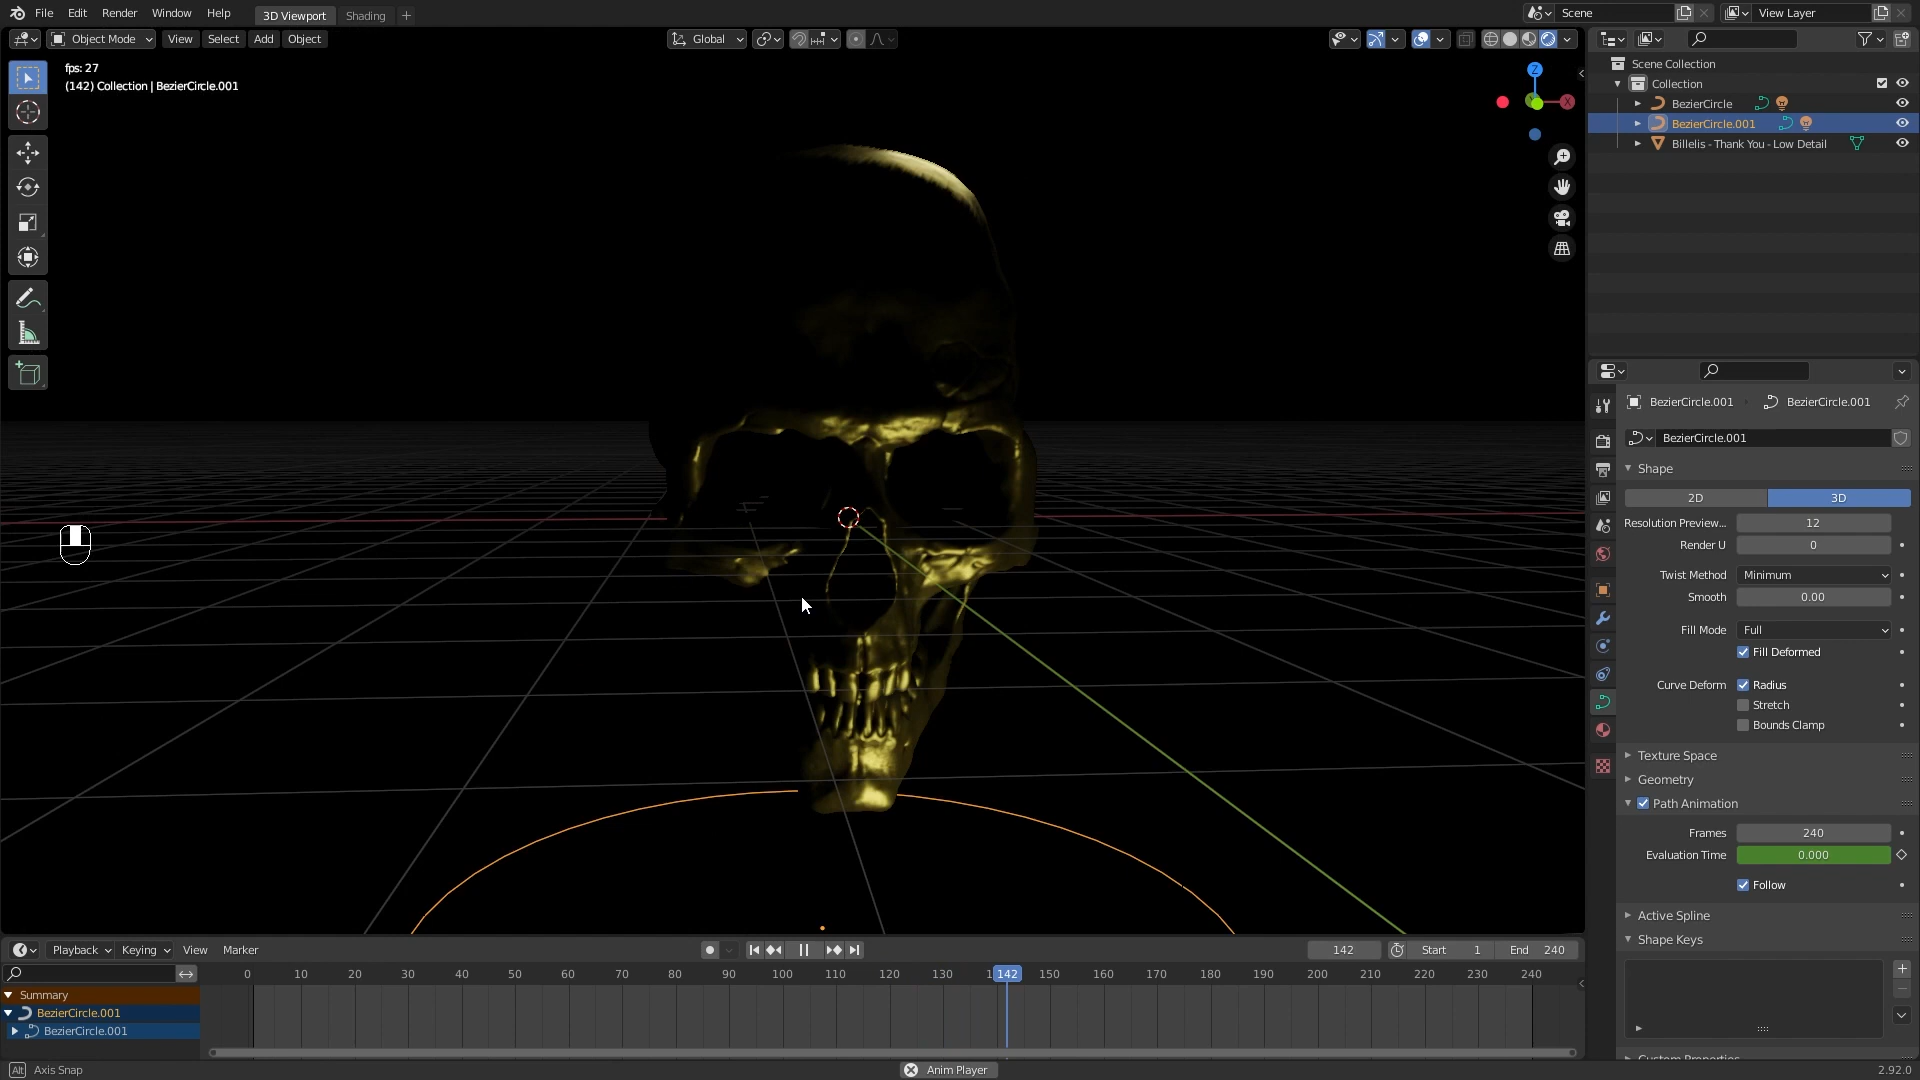 File Edit Render Window Help 3D Viewport Shading + Scene View Layer
Object Mode View Select Add Object Global
fps: 27
(142) Collection | BezierCircle.001
Z
X
Scene Collection
Collection
BezierCircle
BezierCircle.001
Billelis - Thank You - Low Detail
BezierCircle.001 BezierCircle.001
BezierCircle.001
Shape
2D 3D
Resolution Preview... 12
Render U 0
Twist Method Minimum
Smooth 0.00
Fill Mode Full
Fill Deformed
Curve Deform Radius
Stretch
Bounds Clamp
Texture Space
Geometry
Path Animation
Frames 240
Evaluation Time 0.000
Follow
Active Spline
Shape Keys
Playback Keying View Marker 142 Start 1 End 240
0 10 20 30 40 50 60 70 80 90 100 110 120 130 142 150 160 170 180 190 200 210 220 230 240
Summary
BezierCircle.001
BezierCircle.001
Alt Axis Snap Anim Player 2.92.0